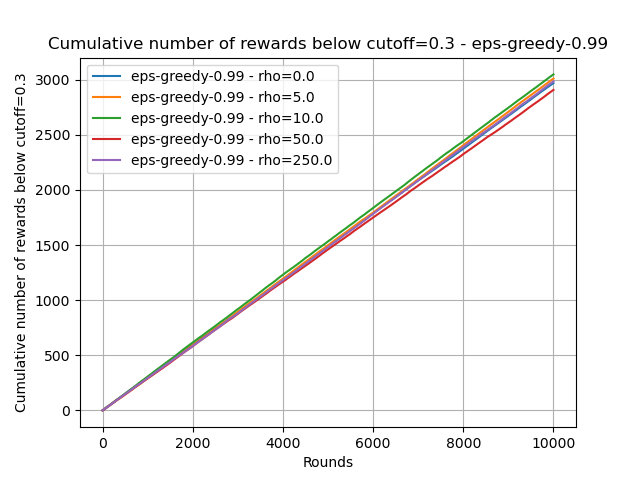 Cumulative number of rewards below cutoff=0.3 - eps-greedy-0.99
Cumulative number of rewards below cutoff=0.3
3000
2500
2000
1500
1000
500
0
eps-greedy-0.99 - rho=0.0
eps-greedy-0.99 - rho=5.0
eps-greedy-0.99 - rho=10.0
eps-greedy-0.99 - rho=50.0
eps-greedy-0.99 - rho=250.0
0 2000 4000 6000 8000 10000
Rounds